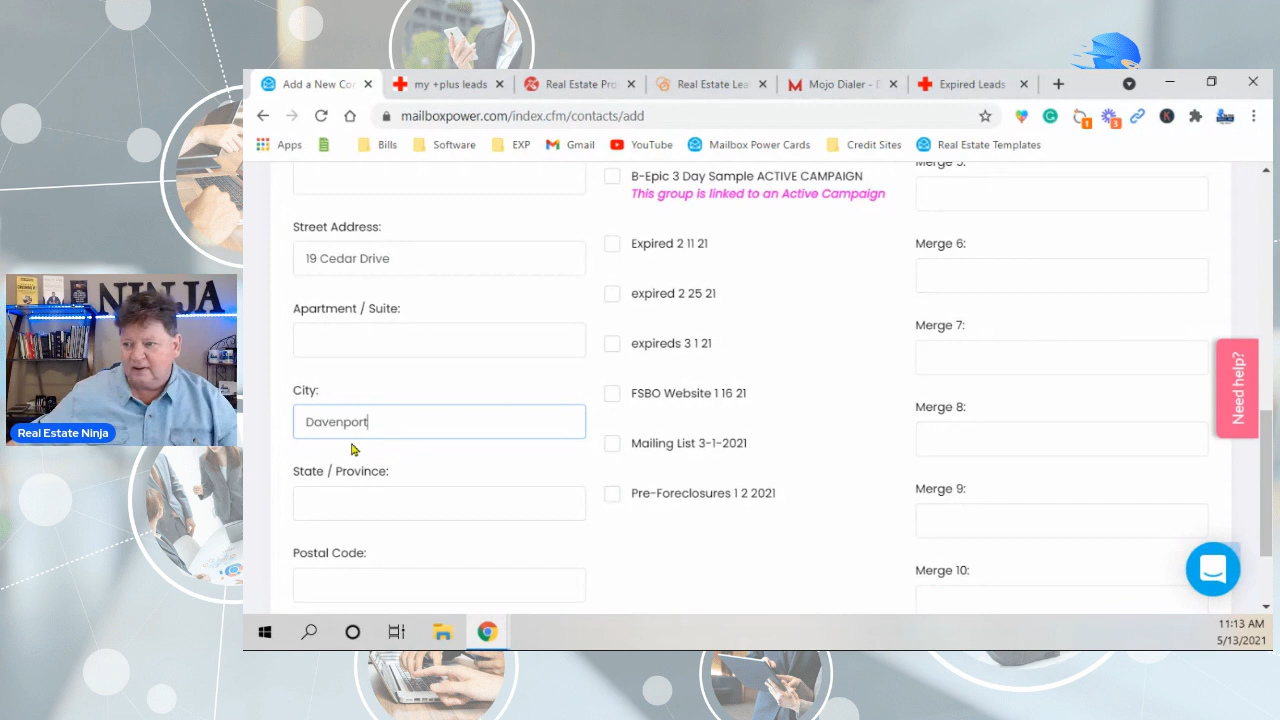 Add a New Cor
my +plus leads
Real Estate Pro
Real Estate Lea
Mojo Dialer - D
Expired Leads
mailboxpower.com/index.cfm/contacts/add
Apps
Bills
Software
EXP
Gmail
YouTube
Mailbox Power Cards
Credit Sites
Real Estate Templates
Street Address:
19 Cedar Drive
Apartment / Suite:
City:
Davenport
State / Province:
Postal Code:
B-Epic 3 Day Sample ACTIVE CAMPAIGN
This group is linked to an Active Campaign
Expired 2 11 21
expired 2 25 21
expireds 3 1 21
FSBO Website 1 16 21
Mailing List 3-1-2021
Pre-Foreclosures 1 2 2021
Merge 5:
Merge 6:
Merge 7:
Merge 8:
Merge 9:
Merge 10:
Need help?
NINJA
Real Estate Ninja
11:13 AM
5/13/2021